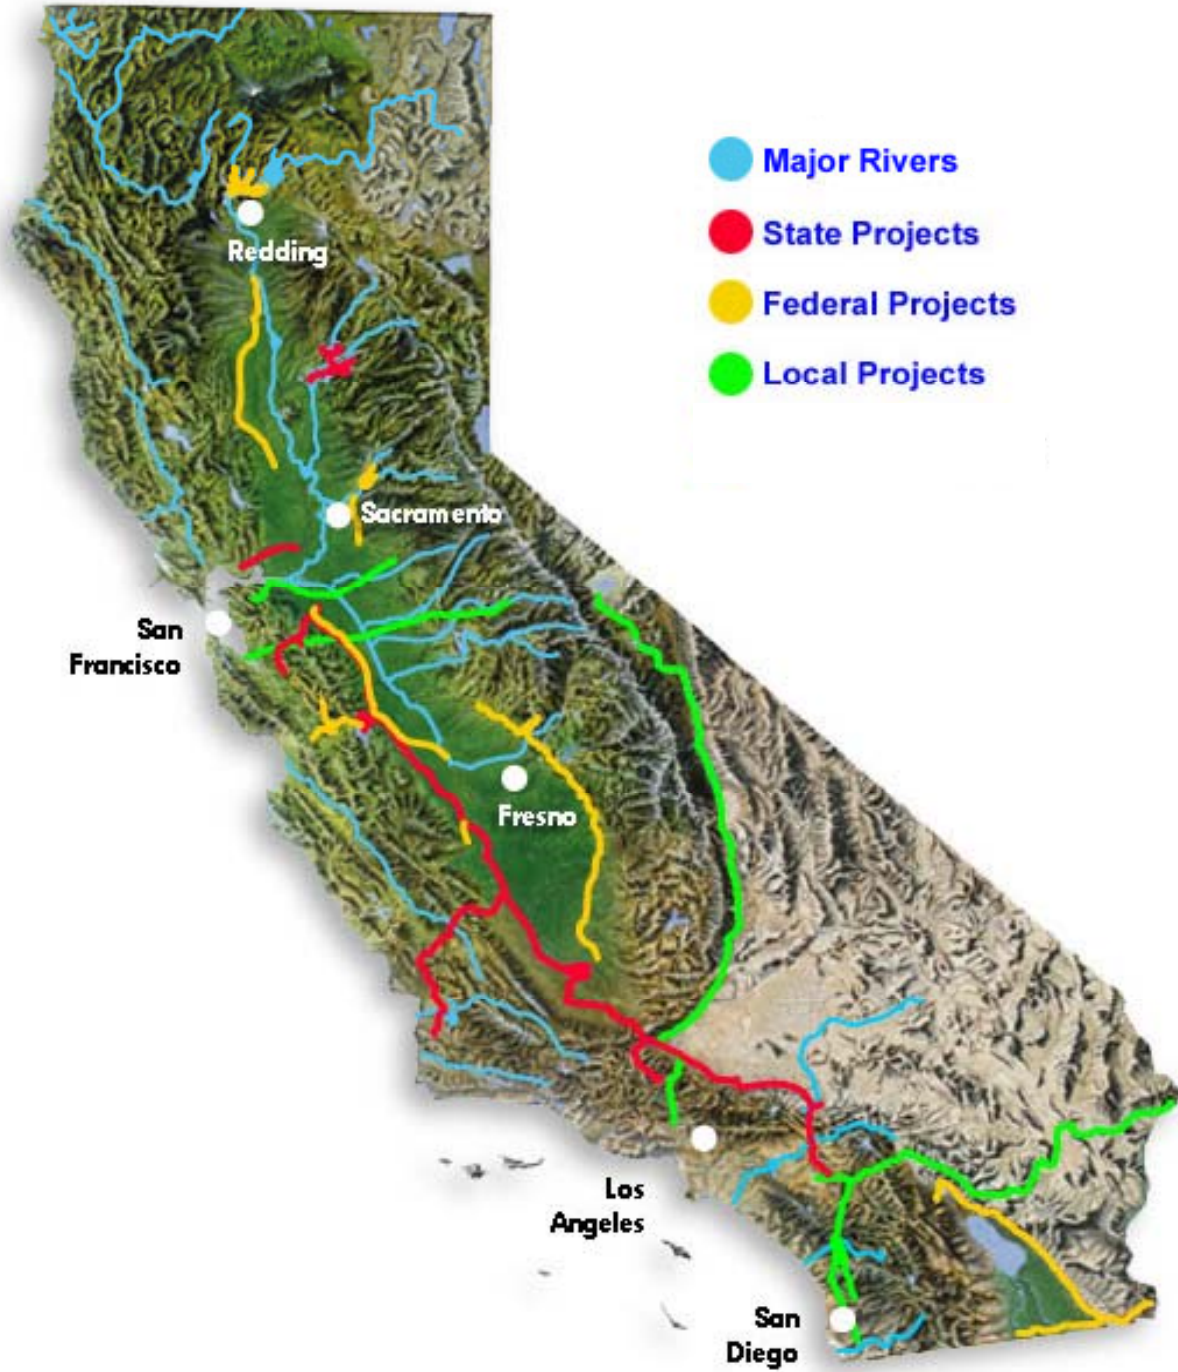 Major Rivers
State Projects
Federal Projects
Local Projects
Redding
Sacramento
San
Francisco
Fresno
Los
Angeles
San
Diego